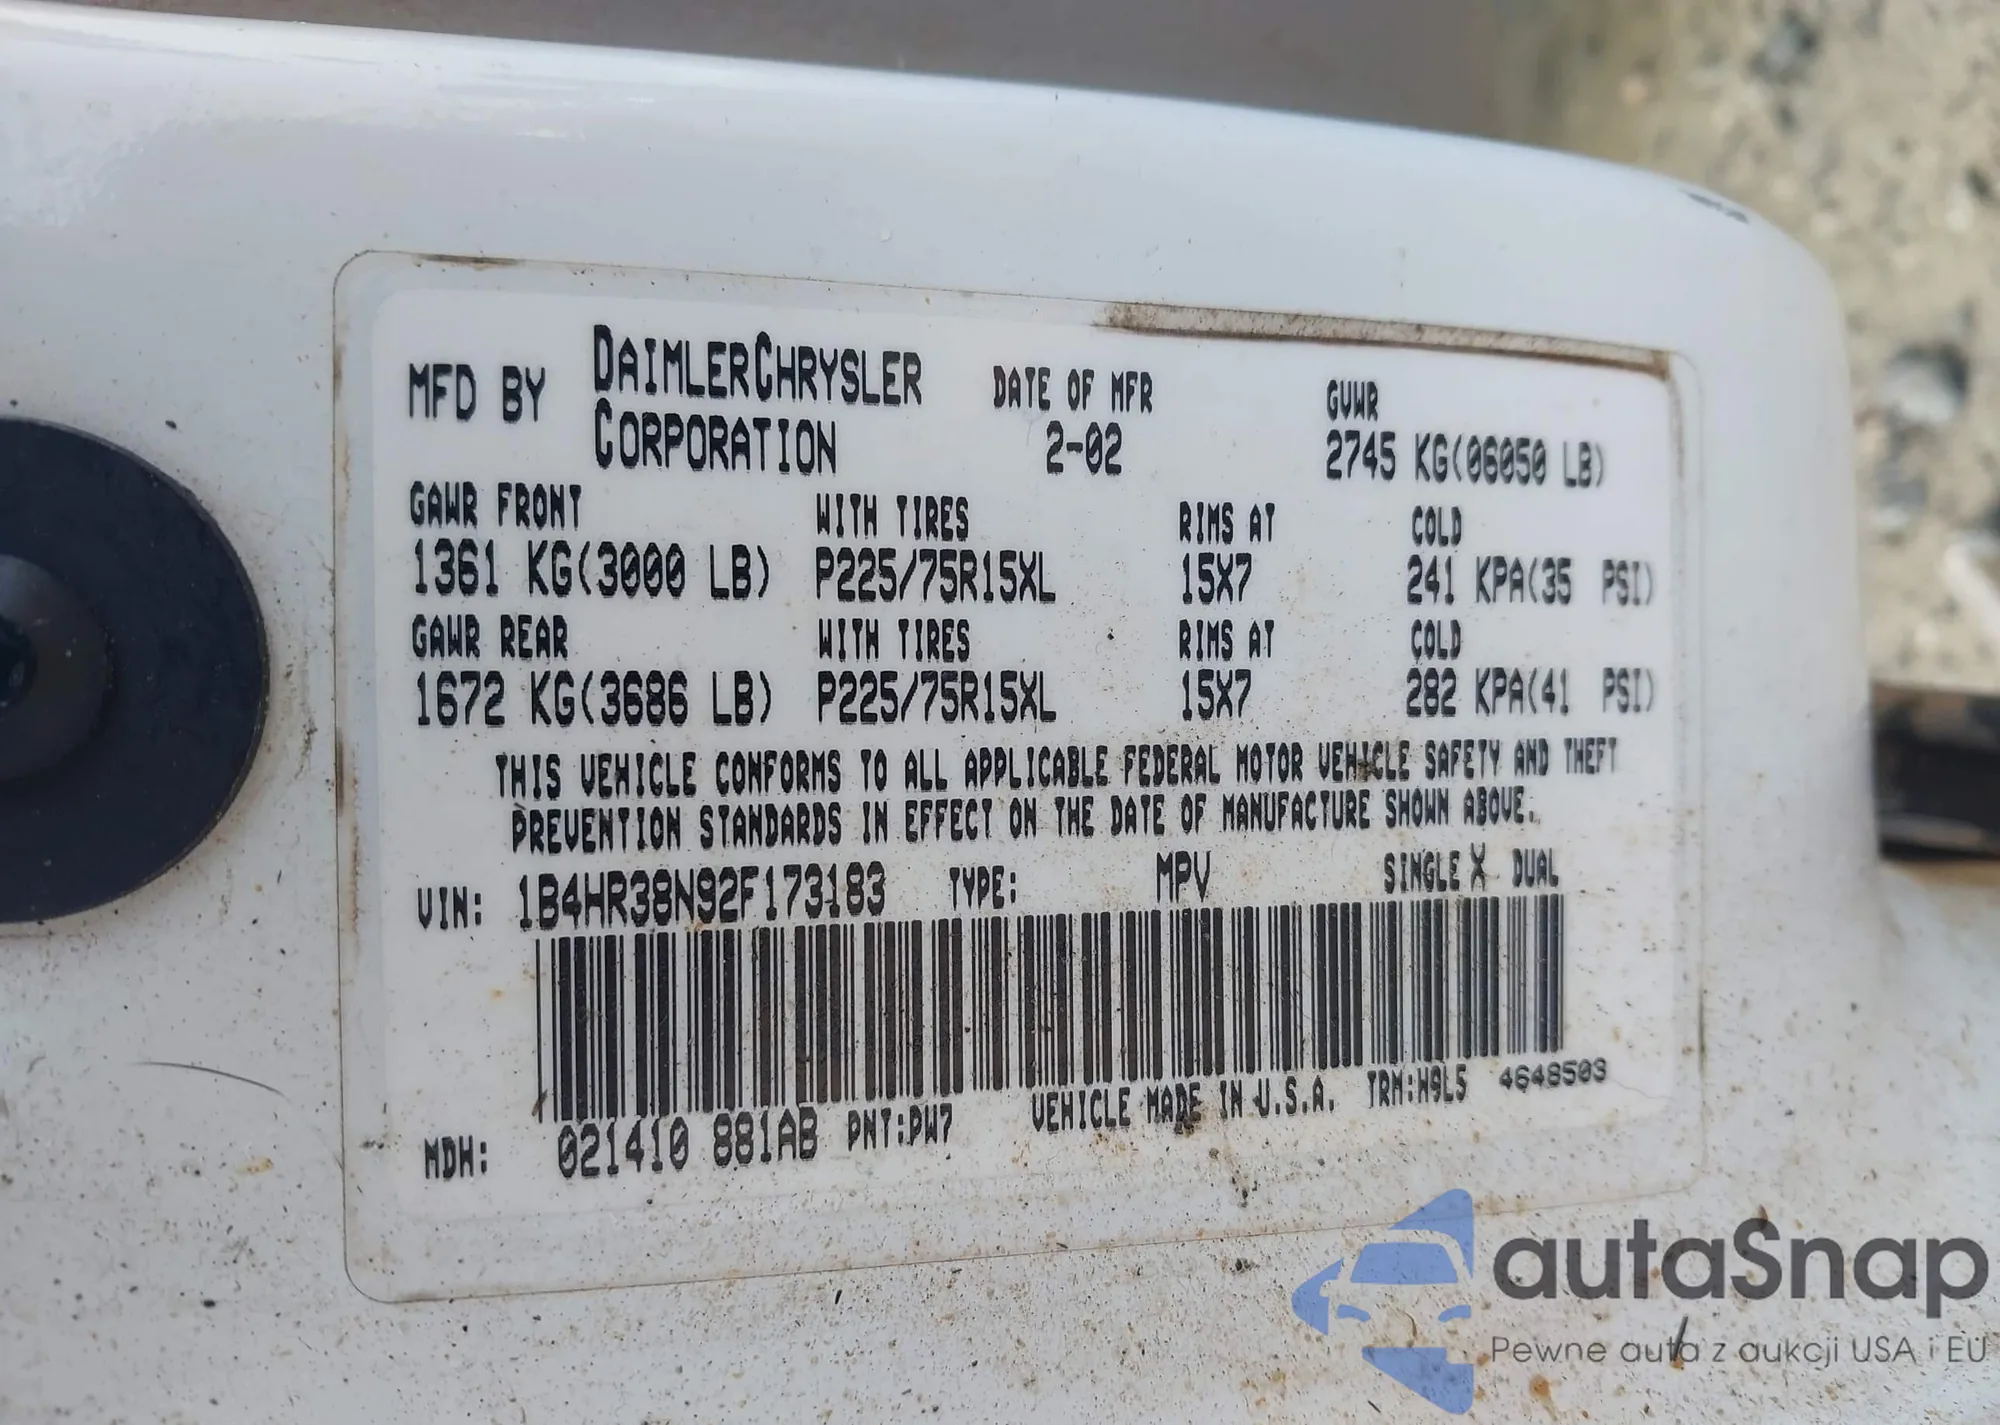 MFD BY DAIMLERCHRYSLER CORPORATION DATE OF MFR 2-02 GVWR 2745 KG(06050 LB)
GAWR FRONT WITH TIRES RIMS AT COLD
1361 KG(3000 LB) P225/75R15XL 15X7 241 KPA(35 PSI)
GAWR REAR WITH TIRES RIMS AT COLD
1672 KG(3686 LB) P225/75R15XL 15X7 282 KPA(41 PSI)
THIS VEHICLE CONFORMS TO ALL APPLICABLE FEDERAL MOTOR VEHICLE SAFETY AND THEFT
PREVENTION STANDARDS IN EFFECT ON THE DATE OF MANUFACTURE SHOWN ABOVE.
VIN: 1B4HR38N92F173183 TYPE: MPV SINGLE X DUAL
MDH: 021410 881AB PNT:PW7 VEHICLE MADE IN U.S.A. TRM:H9L5 4648503
autaSnap
Pewne auta z aukcji USA i EU